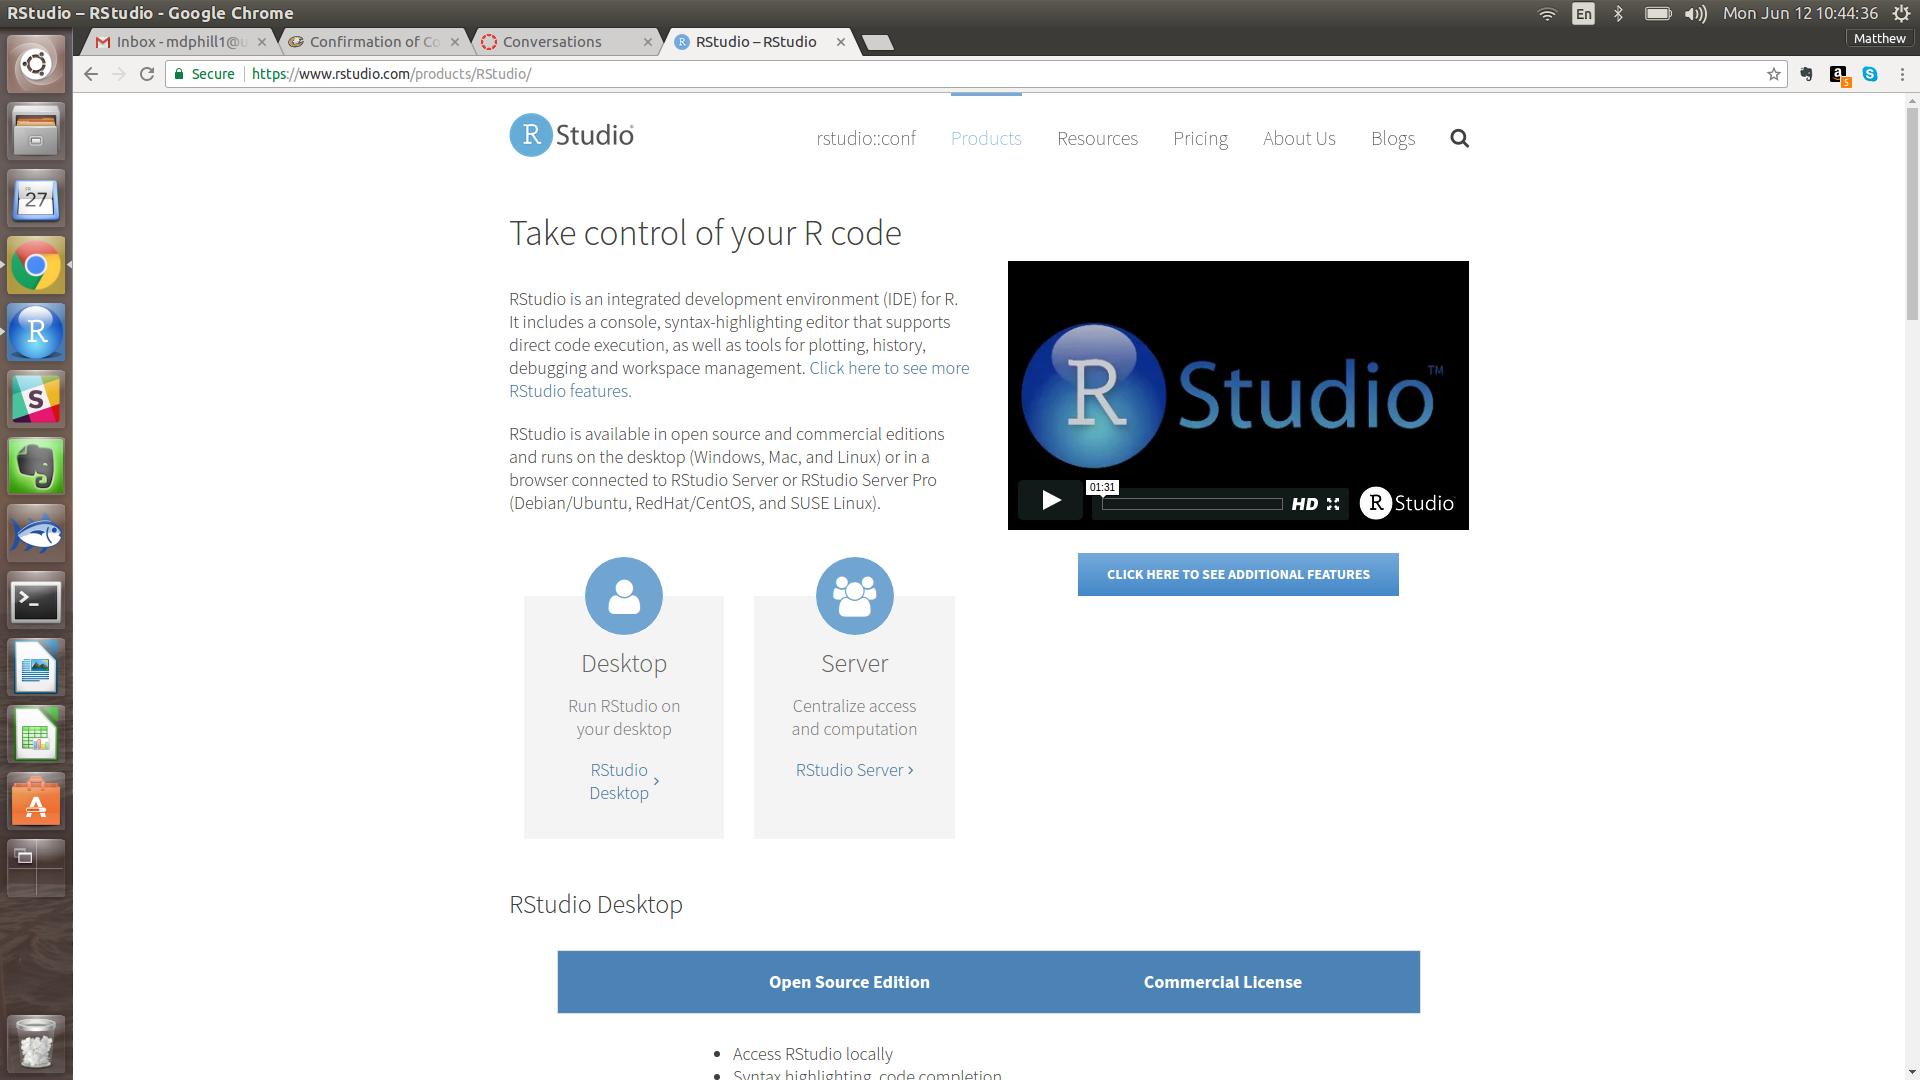 RStudio – RStudio - Google Chrome
En
Mon Jun 12 10:44:36
Inbox - mdphill1@u
Confirmation of Co
Conversations
RStudio – RStudio
Matthew
Secure
https://www.rstudio.com/products/RStudio/
a
5
27
R Studio
rstudio::conf
Products
Resources
Pricing
About Us
Blogs
Take control of your R code
RStudio is an integrated development environment (IDE) for R.
It includes a console, syntax-highlighting editor that supports
direct code execution, as well as tools for plotting, history,
debugging and workspace management. Click here to see more
RStudio features.
RStudio is available in open source and commercial editions
and runs on the desktop (Windows, Mac, and Linux) or in a
browser connected to RStudio Server or RStudio Server Pro
(Debian/Ubuntu, RedHat/CentOS, and SUSE Linux).
R Studio™
01:31
HD
R Studio
CLICK HERE TO SEE ADDITIONAL FEATURES
Desktop
Run RStudio on
your desktop
RStudio
Desktop
Server
Centralize access
and computation
RStudio Server
RStudio Desktop
Open Source Edition
Commercial License
Access RStudio locally
Syntax highlighting, code completion